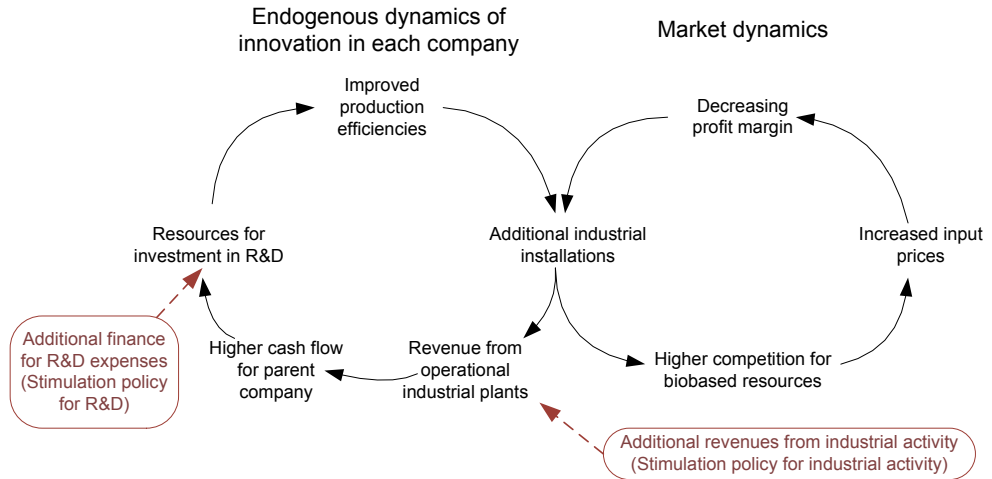 Endogenous dynamics of
innovation in each company
Market dynamics
Improved
production
efficiencies
Decreasing
profit margin
Resources for
investment in R&D
Additional industrial
installations
Increased input
prices
Additional finance
for R&D expenses
(Stimulation policy
for R&D)
Higher cash flow
for parent
company
Revenue from
operational
industrial plants
Higher competition for
biobased resources
Additional revenues from industrial activity
(Stimulation policy for industrial activity)